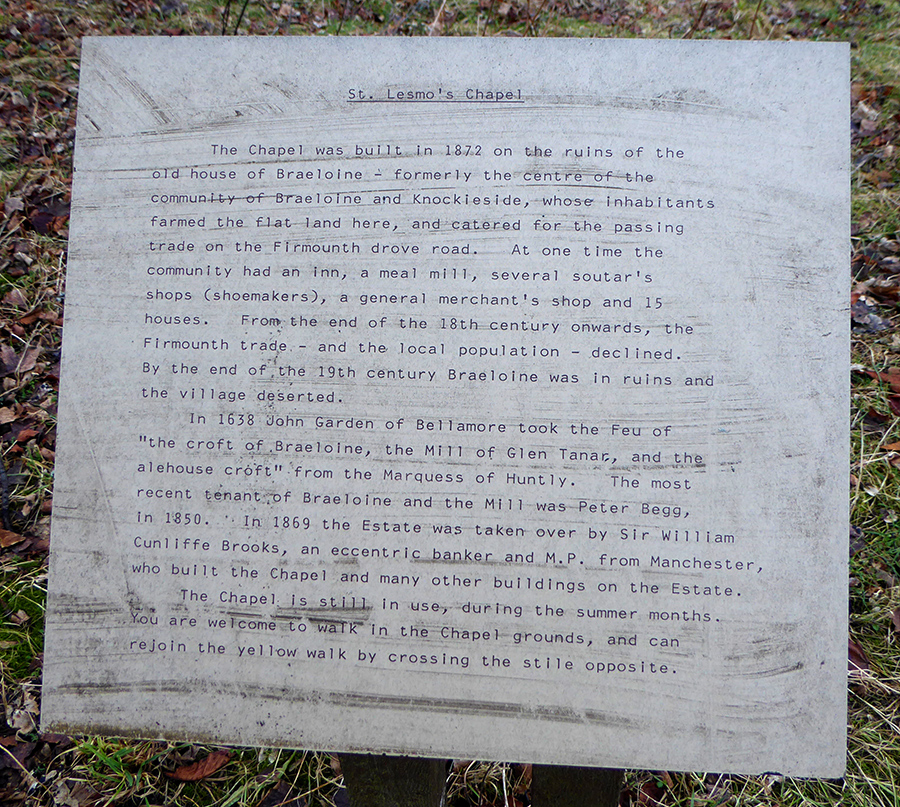 St. Lesmo's Chapel
The Chapel was built in 1872 on the ruins of the
old house of Braeloine - formerly the centre of the
community of Braeloine and Knockieside, whose inhabitants
farmed the flat land here, and catered for the passing
trade on the Firmounth drove road. At one time the
community had an inn, a meal mill, several soutar's
shops (shoemakers), a general merchant's shop and 15
houses. From the end of the 18th century onwards, the
Firmounth trade - and the local population - declined.
By the end of the 19th century Braeloine was in ruins and
the village deserted.
In 1638 John Garden of Bellamore took the Feu of
"the croft of Braeloine, the Mill of Glen Tanar, and the
alehouse croft" from the Marquess of Huntly. The most
recent tenant of Braeloine and the Mill was Peter Begg,
in 1850. In 1869 the Estate was taken over by Sir William
Cunliffe Brooks, an eccentric banker and M.P. from Manchester,
who built the Chapel and many other buildings on the Estate.
The Chapel is still in use, during the summer months.
You are welcome to walk in the Chapel grounds, and can
rejoin the yellow walk by crossing the stile opposite.